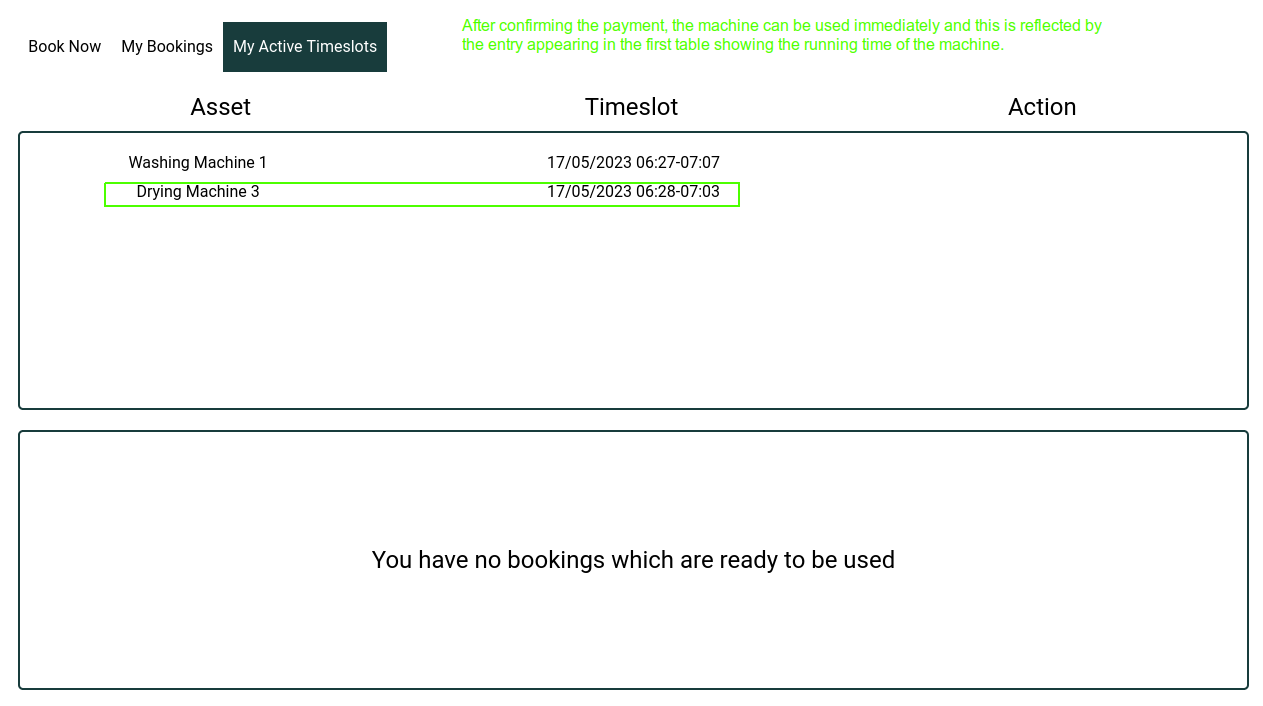 Book Now My Bookings My Active Timeslots
After confirming the payment, the machine can be used immediately and this is reflected by
the entry appearing in the first table showing the running time of the machine.
Asset Timeslot Action
Washing Machine 1 17/05/2023 06:27-07:07
Drying Machine 3 17/05/2023 06:28-07:03
You have no bookings which are ready to be used